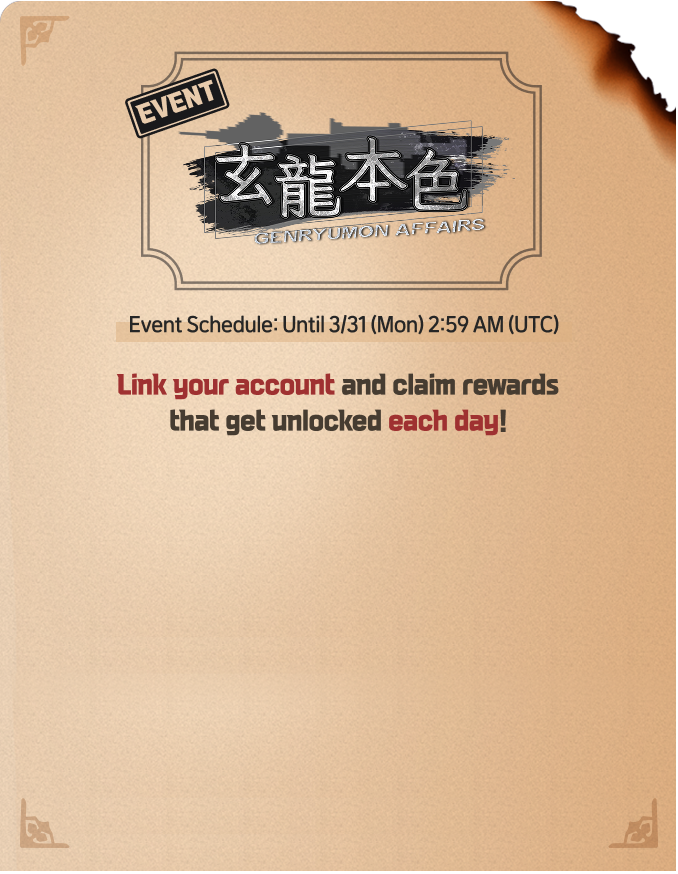 EVENT
玄龍本色
GENRYUMON AFFAIRS
Event Schedule: Until 3/31 (Mon) 2:59 AM (UTC)
Link your account and claim rewards
that get unlocked each day!